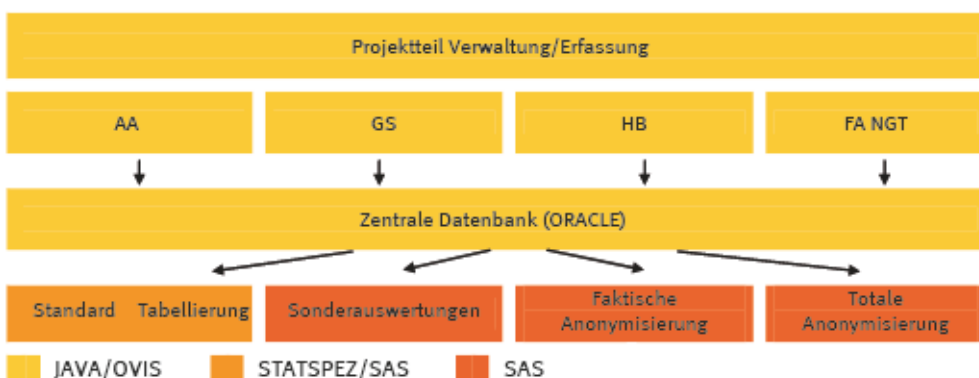 Projektteil Verwaltung/Erfassung
AA GS HB FA NGT
Zentrale Datenbank (ORACLE)
Standard Tabellierung
Sonderauswertungen
Faktische
Anonymisierung
Totale
Anonymisierung
JAVA/OVIS STATSPEZ/SAS SAS